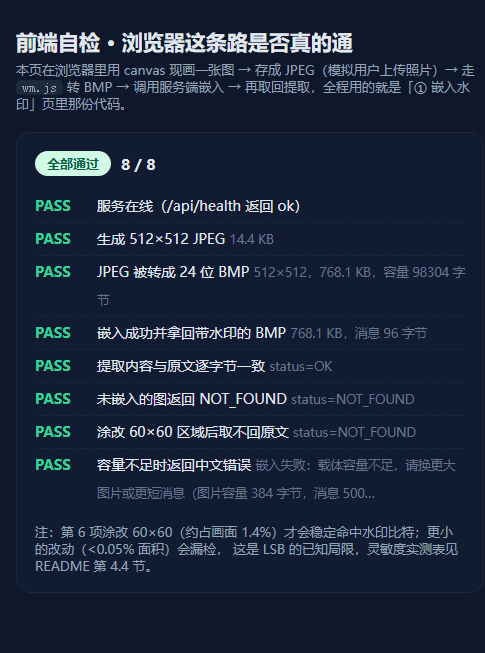 前端自检 · 浏览器这条路是否真的通
本页在浏览器里用 canvas 现画一张图 → 存成 JPEG（模拟用户上传照片）→ 走
wm.js 转 BMP → 调用服务端嵌入 → 再取回提取，全程用的就是「① 嵌入水
印」页里那份代码。
全部通过 8 / 8
PASS 服务在线（/api/health 返回 ok）
PASS 生成 512×512 JPEG 14.4 KB
PASS JPEG 被转成 24 位 BMP 512×512，768.1 KB，容量 98304 字
节
PASS 嵌入成功并拿回带水印的 BMP 768.1 KB，消息 96 字节
PASS 提取内容与原文逐字节一致 status=OK
PASS 未嵌入的图返回 NOT_FOUND status=NOT_FOUND
PASS 涂改 60×60 区域后取不回原文 status=NOT_FOUND
PASS 容量不足时返回中文错误 嵌入失败：载体容量不足，请换更大
图片或更短消息（图片容量 384 字节，消息 500...
注：第 6 项涂改 60×60（约占画面 1.4%）才会稳定命中水印比特；更小
的改动（<0.05% 面积）会漏检， 这是 LSB 的已知局限，灵敏度实测表见
README 第 4.4 节。